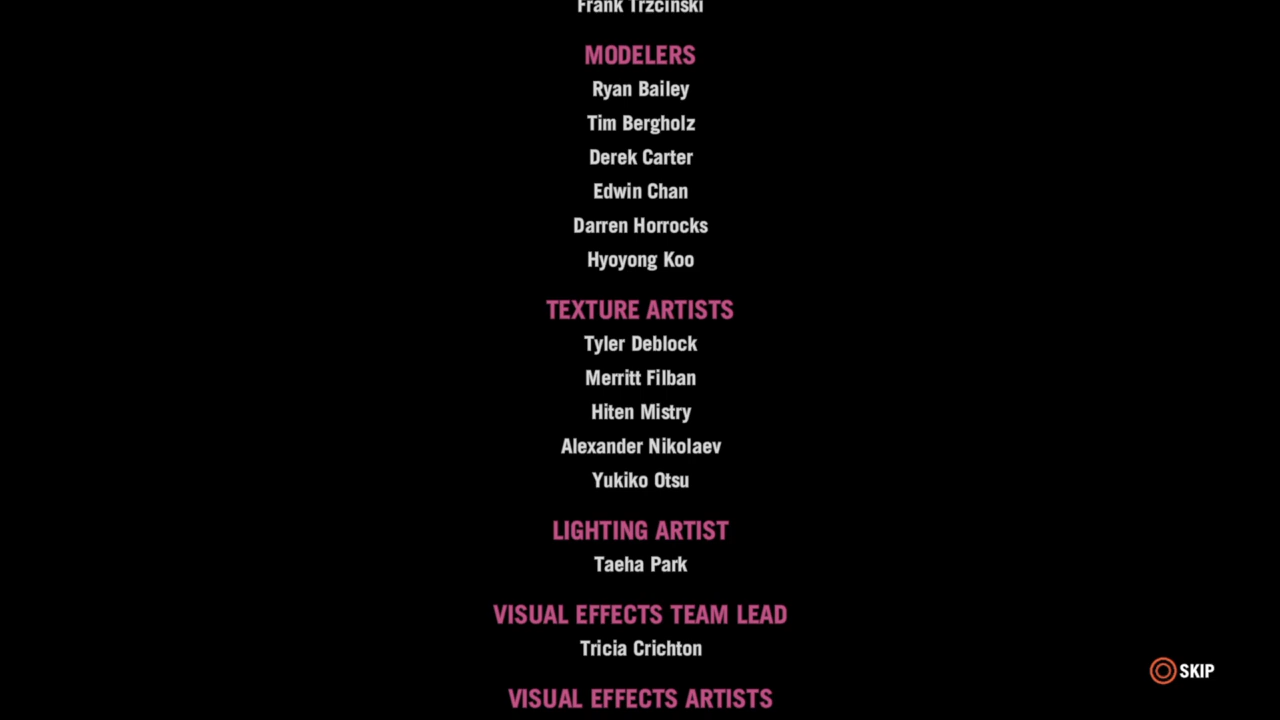 Frank Trzcinski
MODELERS
Ryan Bailey
Tim Bergholz
Derek Carter
Edwin Chan
Darren Horrocks
Hyoyong Koo
TEXTURE ARTISTS
Tyler Deblock
Merritt Filban
Hiten Mistry
Alexander Nikolaev
Yukiko Otsu
LIGHTING ARTIST
Taeha Park
VISUAL EFFECTS TEAM LEAD
Tricia Crichton
SKIP
VISUAL EFFECTS ARTISTS